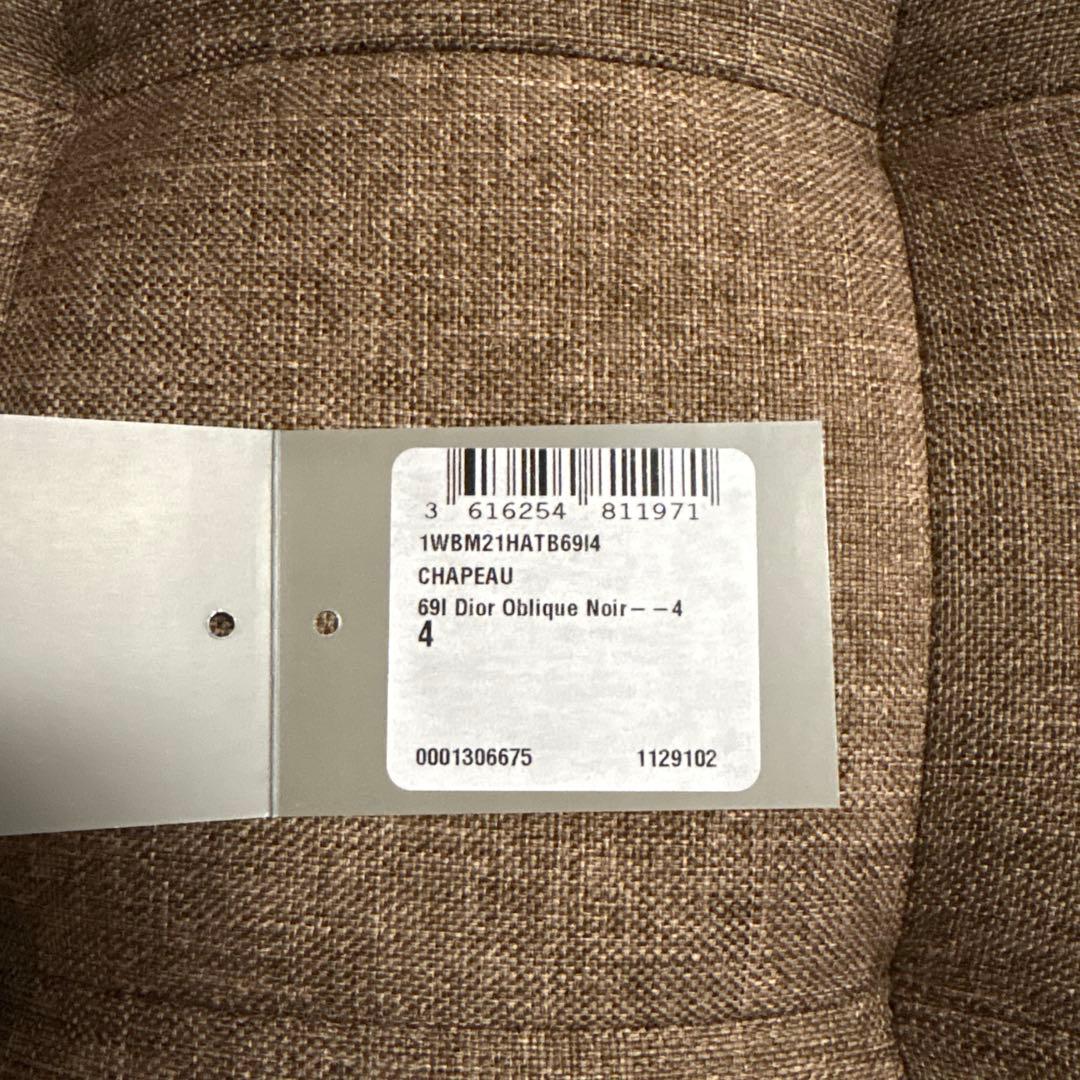 3 616254 811971
1WBM21HATB69I4
CHAPEAU
69I Dior Oblique Noir-–-–4
4
0001306675 1129102